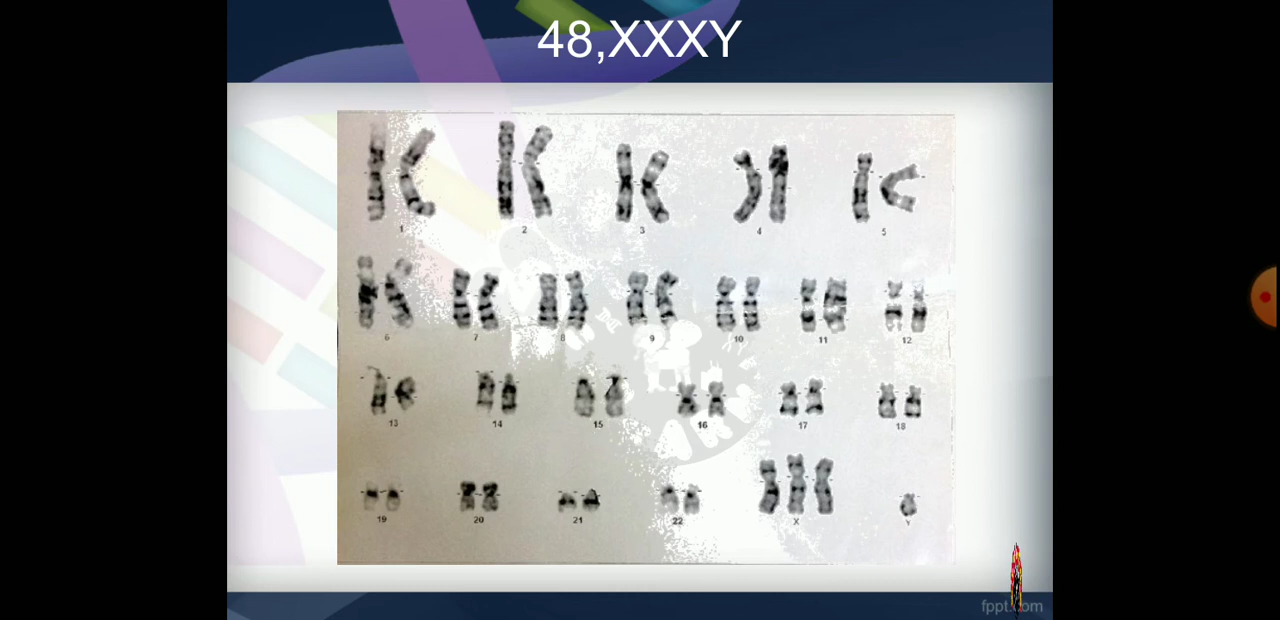 48,XXXY
1 2 3 4 5
6 7 8 9 10 11 12
13 14 15 16 17 18
19 20 21 22 X Y
fppt.com